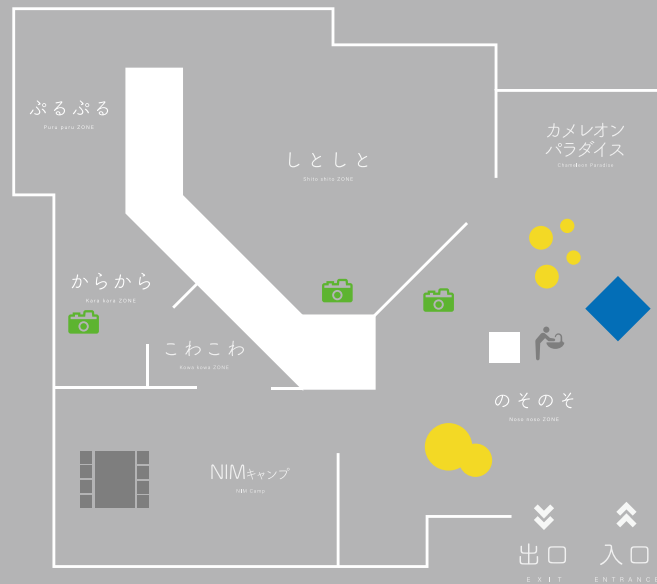 ぷるぷる
Puru puru ZONE
しとしと
Shito shito ZONE
カメレオン
パラダイス
Chameleon Paradise
からから
Kara kara ZONE
こわこわ
Kowa kowa ZONE
のそのそ
Noso noso ZONE
NIMキャンプ
NIM Camp
出口
EXIT
入口
ENTRANC